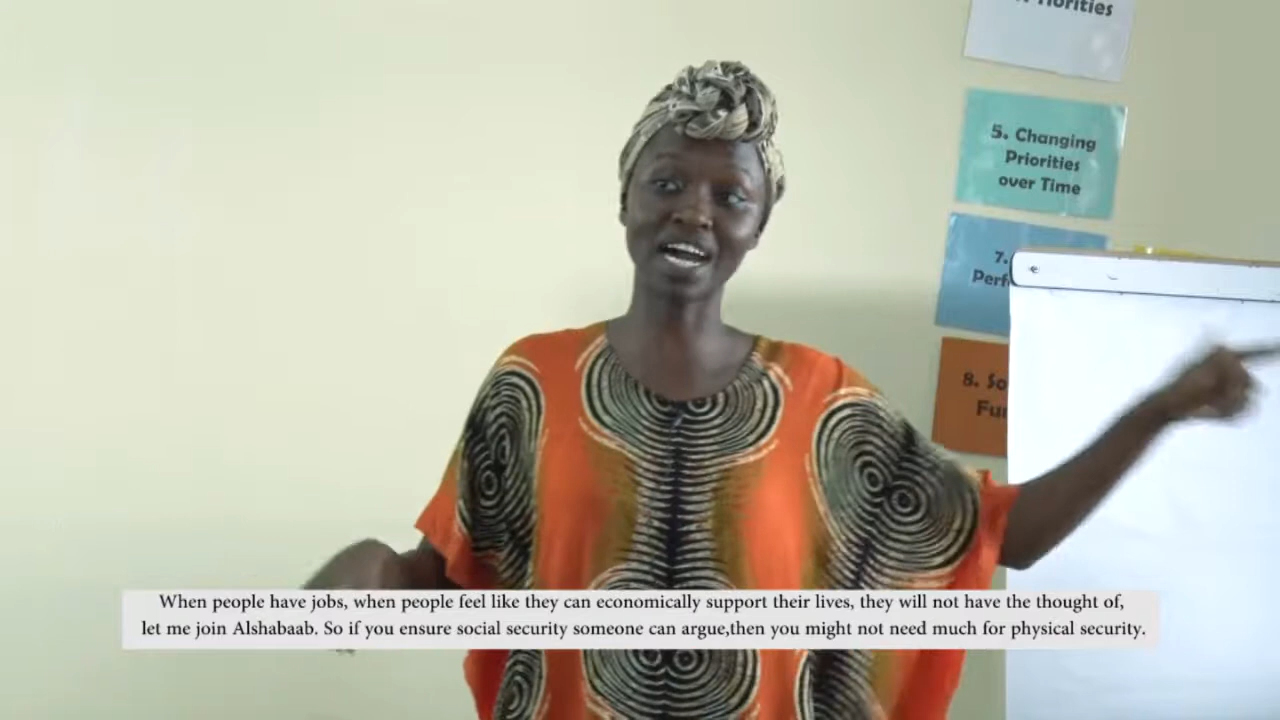 Priorities
5. Changing
Priorities
over Time
7.
8.
When people have jobs, when people feel like they can economically support their lives, they will not have the thought of,
let me join Alshabaab. So if you ensure social security someone can argue,then you might not need much for physical security.